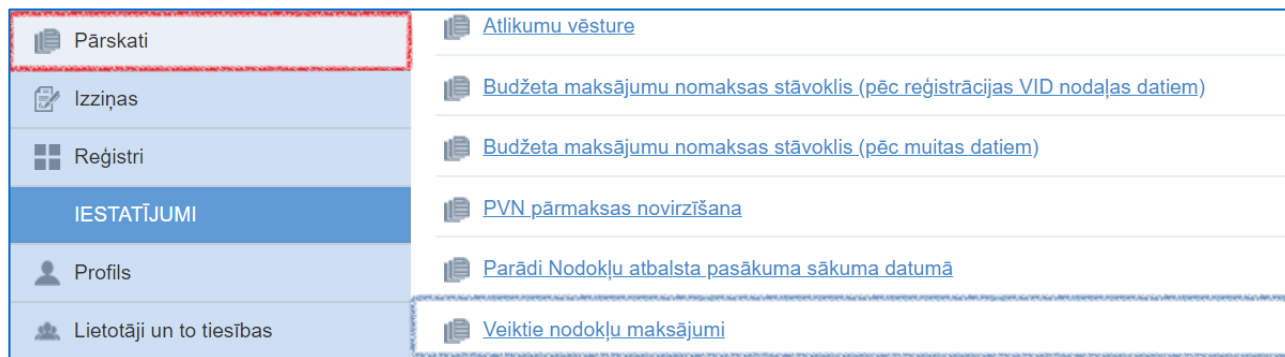 Pārskati
Izziņas
Reģistri
IESTATĪJUMI
Profils
Lietotāji un to tiesības
Atlikumu vēsture
Budžeta maksājumu nomaksas stāvoklis (pēc reģistrācijas VID nodaļas datiem)
Budžeta maksājumu nomaksas stāvoklis (pēc muitas datiem)
PVN pārmaksas novirzīšana
Parādi Nodokļu atbalsta pasākuma sākuma datumā
Veiktie nodokļu maksājumi